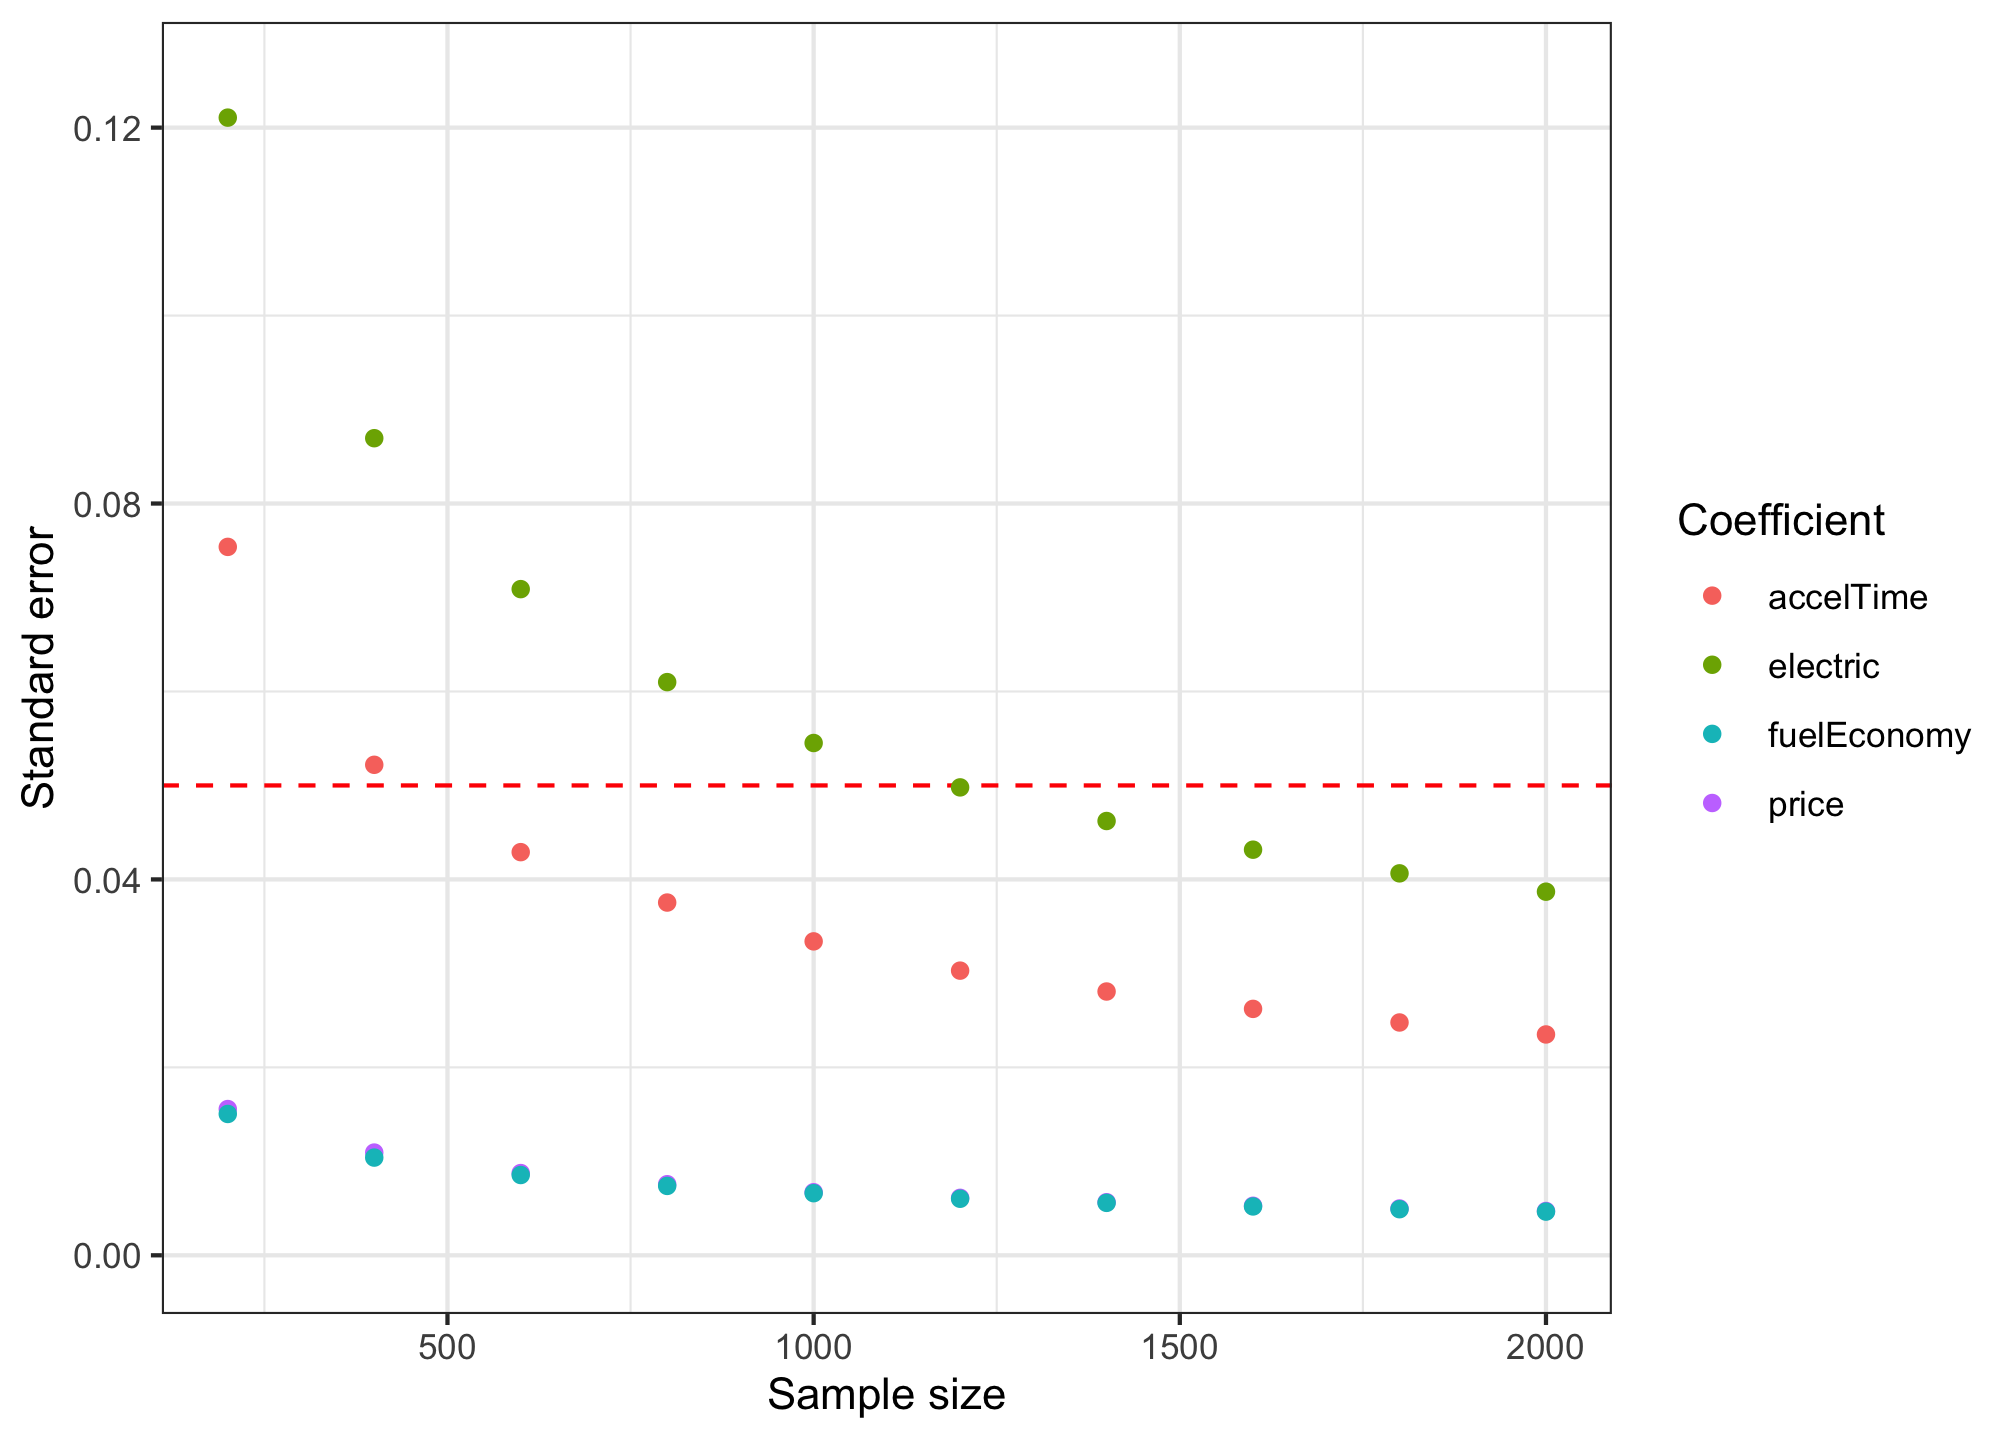 0.12
0.08
0.04
0.00
Standard error
500
1000
1500
2000
Sample size
Coefficient
accelTime
electric
fuelEconomy
price